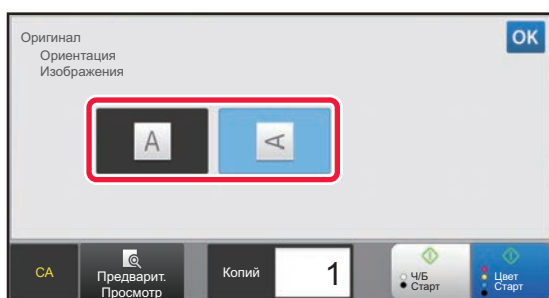 Оригинал
Ориентация
Изображения
OK
A
A
CA
Предварит.
Просмотр
Копий
1
Ч/Б
Старт
Цвет
Старт